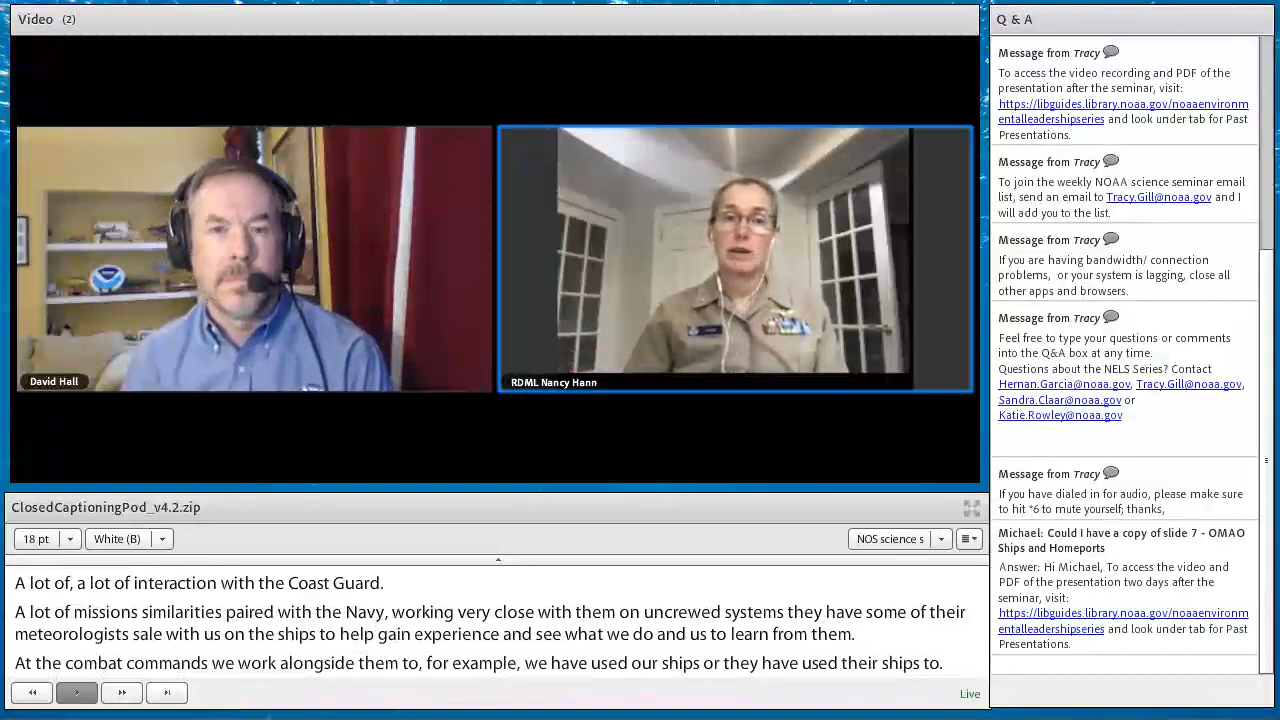 Video (2)
David Hall
RDML Nancy Hann
ClosedCaptioningPod_v4.2.zip
18 pt
White (B)
NOS science s
A lot of, a lot of interaction with the Coast Guard.
A lot of missions similarities paired with the Navy, working very close with them on uncrewed systems they have some of their
meteorologists sale with us on the ships to help gain experience and see what we do and us to learn from them.
At the combat commands we work alongside them to, for example, we have used our ships or they have used their ships to.
Live
Q & A
Message from Tracy
To access the video recording and PDF of the
presentation after the seminar, visit:
https://libguides.library.noaa.gov/noaaenvironm
entalleadershipseries and look under tab for Past
Presentations.
Message from Tracy
To join the weekly NOAA science seminar email
list, send an email to Tracy.Gill@noaa.gov and I
will add you to the list.
Message from Tracy
If you are having bandwidth/ connection
problems, or your system is lagging, close all
other apps and browsers.
Message from Tracy
Feel free to type your questions or comments
into the Q&A box at any time.
Questions about the NELS Series? Contact
Hernan.Garcia@noaa.gov, Tracy.Gill@noaa.gov,
Sandra.Claar@noaa.gov or
Katie.Rowley@noaa.gov
Message from Tracy
If you have dialed in for audio, please make sure
to hit *6 to mute yourself; thanks,
Michael: Could I have a copy of slide 7 - OMAO
Ships and Homeports
Answer: Hi Michael, To access the video and
PDF of the presentation two days after the
seminar, visit:
https://libguides.library.noaa.gov/noaaenvironm
entalleadershipseries and look under tab for Past
Presentations.